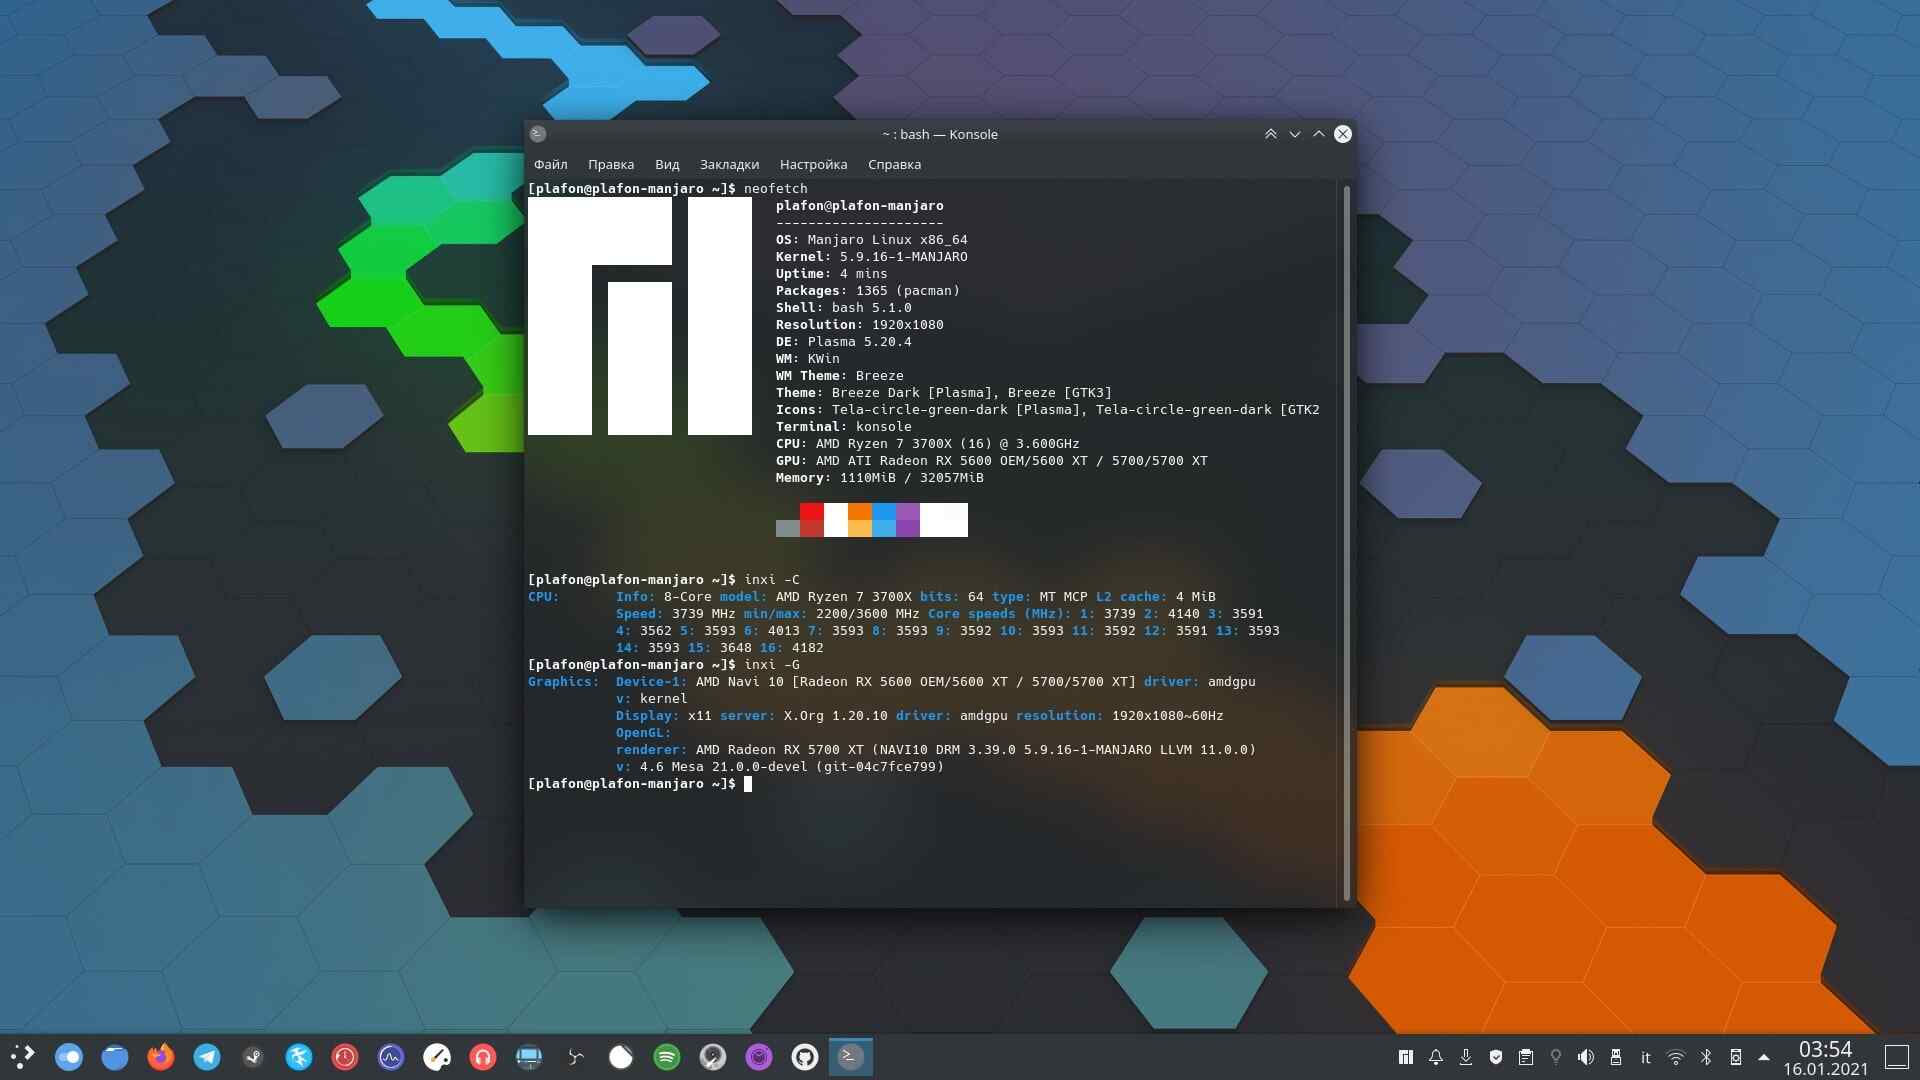 ~ : bash — Konsole
Файл Правка Вид Закладки Настройка Справка
[plafon@plafon-manjaro ~]$ neofetch
plafon@plafon-manjaro
---------------------
OS: Manjaro Linux x86_64
Kernel: 5.9.16-1-MANJARO
Uptime: 4 mins
Packages: 1365 (pacman)
Shell: bash 5.1.0
Resolution: 1920x1080
DE: Plasma 5.20.4
WM: KWin
WM Theme: Breeze
Theme: Breeze Dark [Plasma], Breeze [GTK3]
Icons: Tela-circle-green-dark [Plasma], Tela-circle-green-dark [GTK2
Terminal: konsole
CPU: AMD Ryzen 7 3700X (16) @ 3.600GHz
GPU: AMD ATI Radeon RX 5600 OEM/5600 XT / 5700/5700 XT
Memory: 1110MiB / 32057MiB
[plafon@plafon-manjaro ~]$ inxi -C
CPU: Info: 8-Core model: AMD Ryzen 7 3700X bits: 64 type: MT MCP L2 cache: 4 MiB
Speed: 3739 MHz min/max: 2200/3600 MHz Core speeds (MHz): 1: 3739 2: 4140 3: 3591
4: 3562 5: 3593 6: 4013 7: 3593 8: 3593 9: 3592 10: 3593 11: 3592 12: 3591 13: 3593
14: 3593 15: 3648 16: 4182
[plafon@plafon-manjaro ~]$ inxi -G
Graphics: Device-1: AMD Navi 10 [Radeon RX 5600 OEM/5600 XT / 5700/5700 XT] driver: amdgpu
v: kernel
Display: x11 server: X.Org 1.20.10 driver: amdgpu resolution: 1920x1080~60Hz
OpenGL:
renderer: AMD Radeon RX 5700 XT (NAVI10 DRM 3.39.0 5.9.16-1-MANJARO LLVM 11.0.0)
v: 4.6 Mesa 21.0.0-devel (git-04c7fce799)
[plafon@plafon-manjaro ~]$
it
03:54
16.01.2021